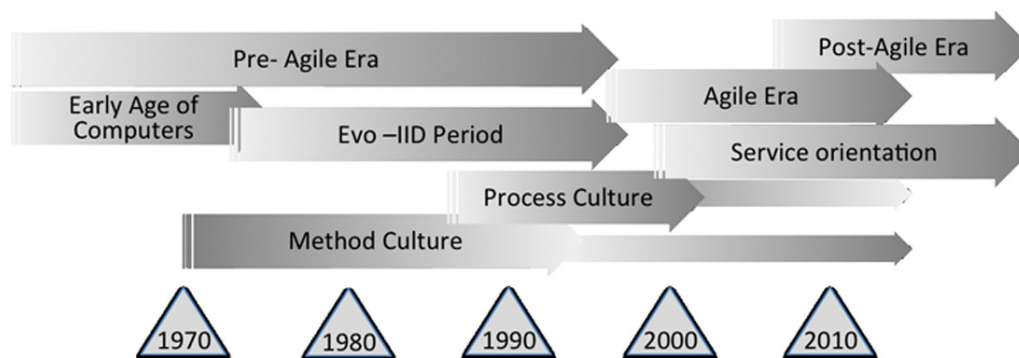 Post-Agile Era
Pre- Agile Era
Agile Era
Early Age of
Computers
Evo –IID Period
Service orientation
Process Culture
Method Culture
1970
1980
1990
2000
2010